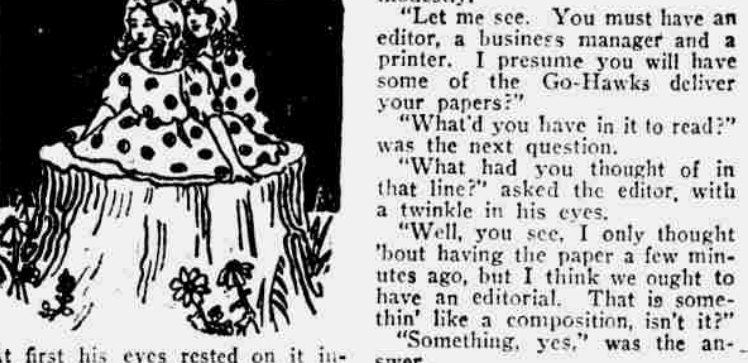 At first his eyes rested on it in-
modestly.
"Let me see. You must have an
editor, a business manager and a
printer. I presume you will have
some of the Go-Hawks deliver
your papers?"
"What'd you have in it to read?"
was the next question.
"What had you thought of in
that line?" asked the editor, with
a twinkle in his eyes.
"Well, you see, I only thought
'bout having the paper a few min-
utes ago, but I think we ought to
have an editorial. That is some-
thin' like a composition, isn't it?"
"Something, yes," was the an-
swer.